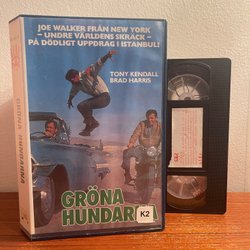 JOE WALKER FRÅN NEW YORK
- UNDRE VÄRLDENS SKRÄCK -
PÅ DÖDLIGT UPPDRAG I ISTANBUL!
TONY KENDALL
BRAD HARRIS
GRÖNA
HUNDARNA
K2
GRÖNA HUNDARNA